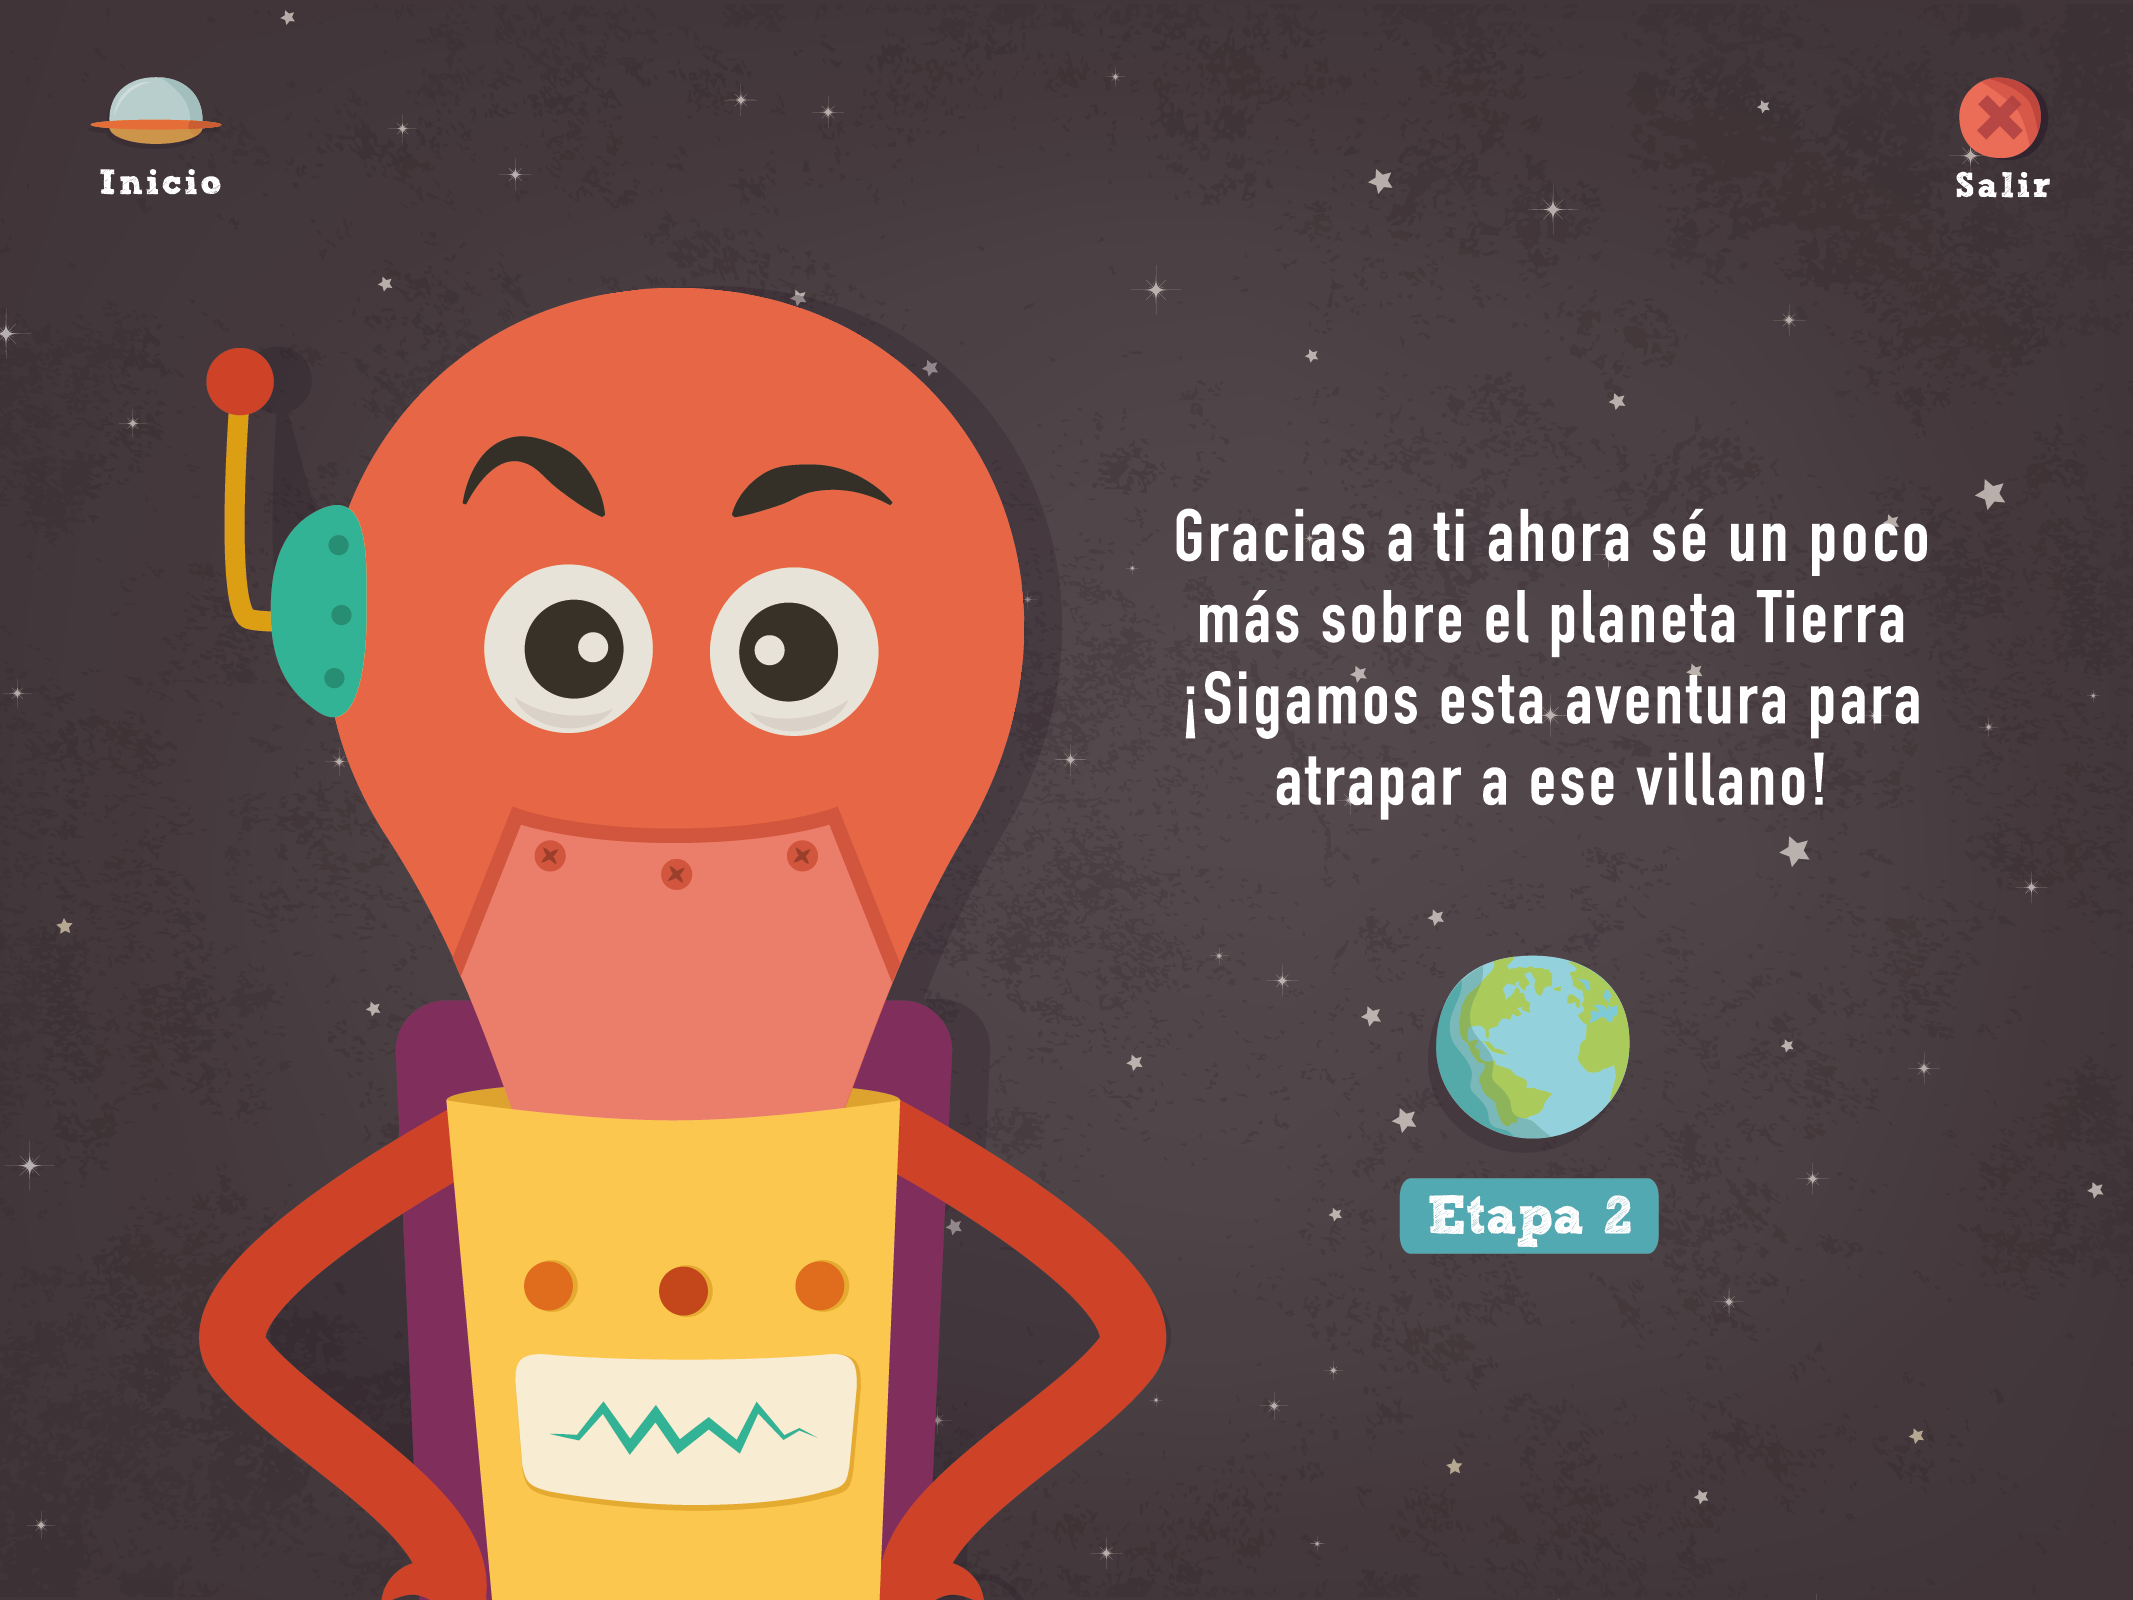 Inicio
Salir
Gracias a ti ahora sé un poco
más sobre el planeta Tierra
¡Sigamos esta aventura para
atrapar a ese villano!
Etapa 2